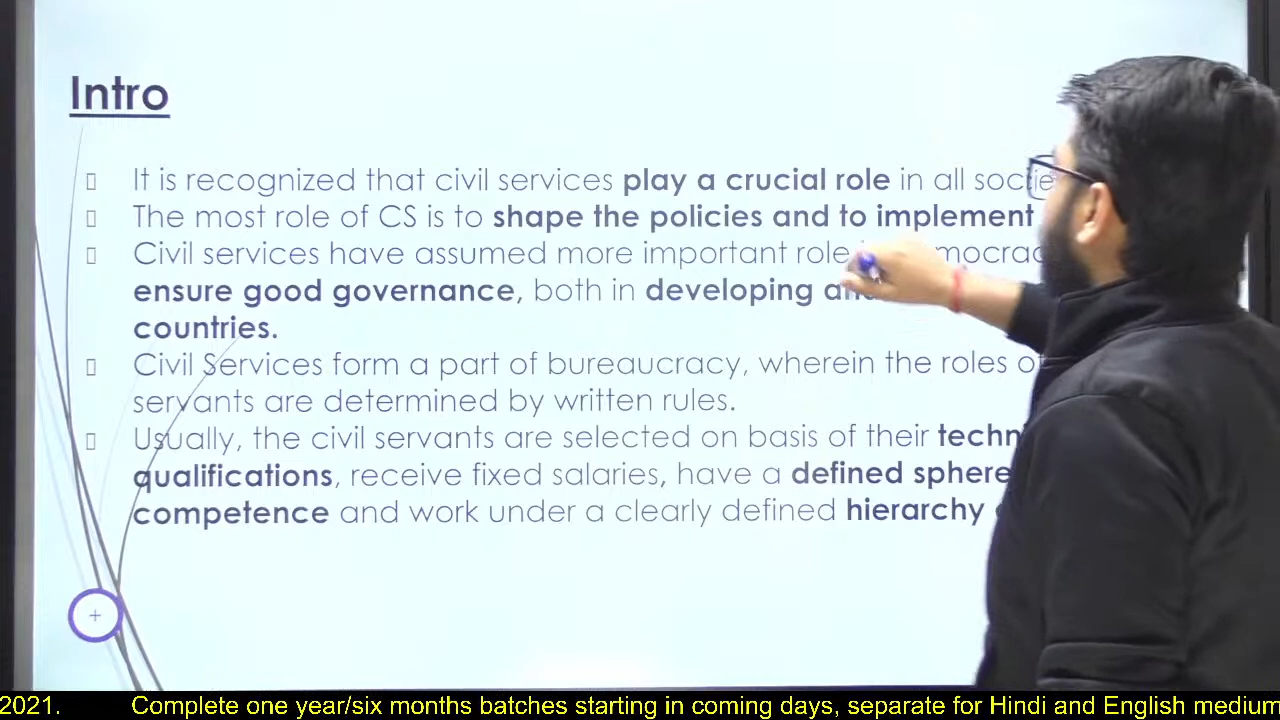 Intro
It is recognized that civil services play a crucial role in all
The most role of CS is to shape the policies and to implement
Civil services have assumed more important role
ensure good governance, both in developing
countries.
Civil Services form a part of bureaucracy, wherein the roles
servants are determined by written rules.
Usually, the civil servants are selected on basis of their
qualifications, receive fixed salaries, have a defined sphere
competence and work under a clearly defined hierarchy
2021. Complete one year/six months batches starting in coming days, separate for Hindi and English medium